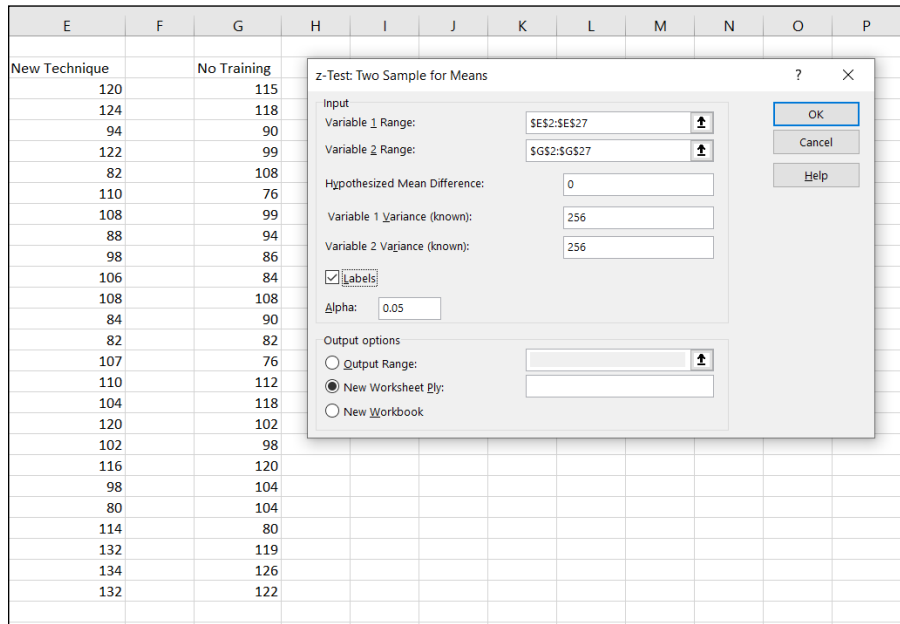 E F G H I J K L M N O P
New Technique No Training
120 115
124 118
94 90
122 99
82 108
110 76
108 99
88 94
98 86
106 84
108 108
84 90
82 82
107 76
110 112
104 118
120 102
102 98
116 120
98 104
80 104
114 80
132 119
134 126
132 122
z-Test: Two Sample for Means ? ×
Input
Variable 1 Range: $E$2:$E$27
Variable 2 Range: $G$2:$G$27
Hypothesized Mean Difference: 0
Variable 1 Variance (known): 256
Variable 2 Variance (known): 256
Labels
Alpha: 0.05
Output options
Output Range:
New Worksheet Ply:
New Workbook
OK
Cancel
Help